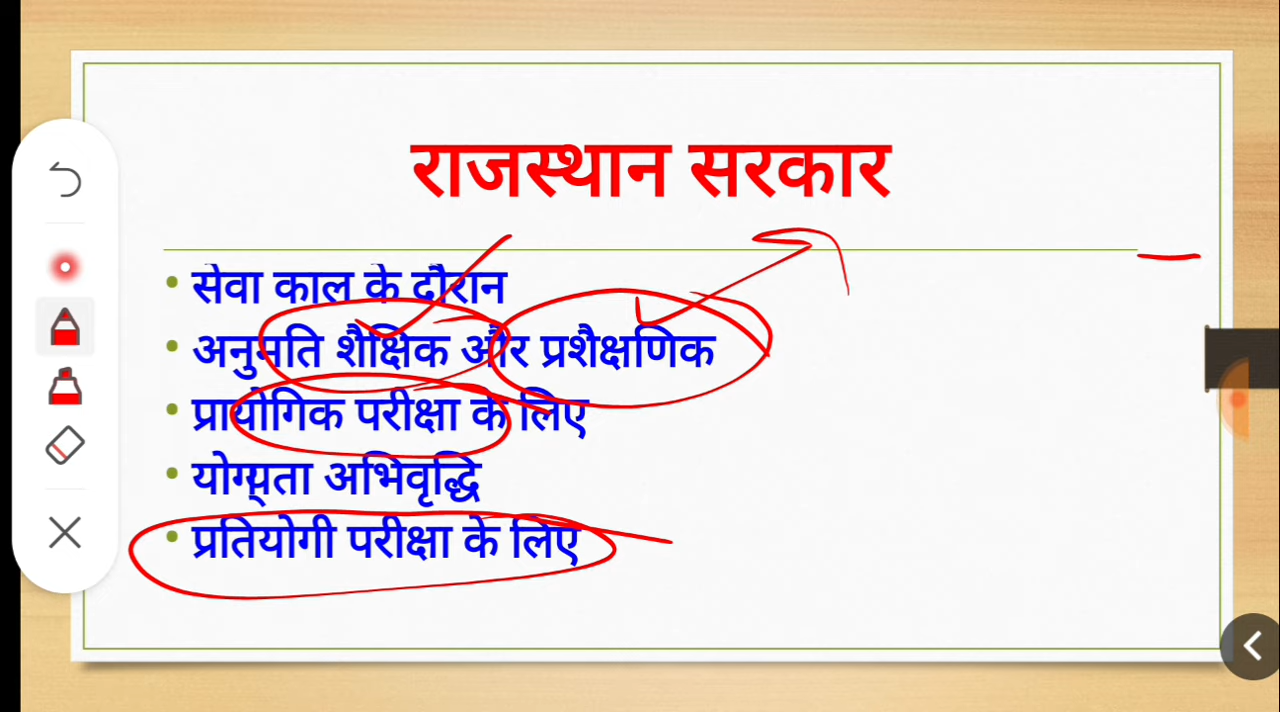 राजस्थान सरकार
सेवा काल के दौरान
अनुमति शैक्षिक और प्रशैक्षणिक
प्रायोगिक परीक्षा के लिए
योग्यता अभिवृद्धि
प्रतियोगी परीक्षा के लिए